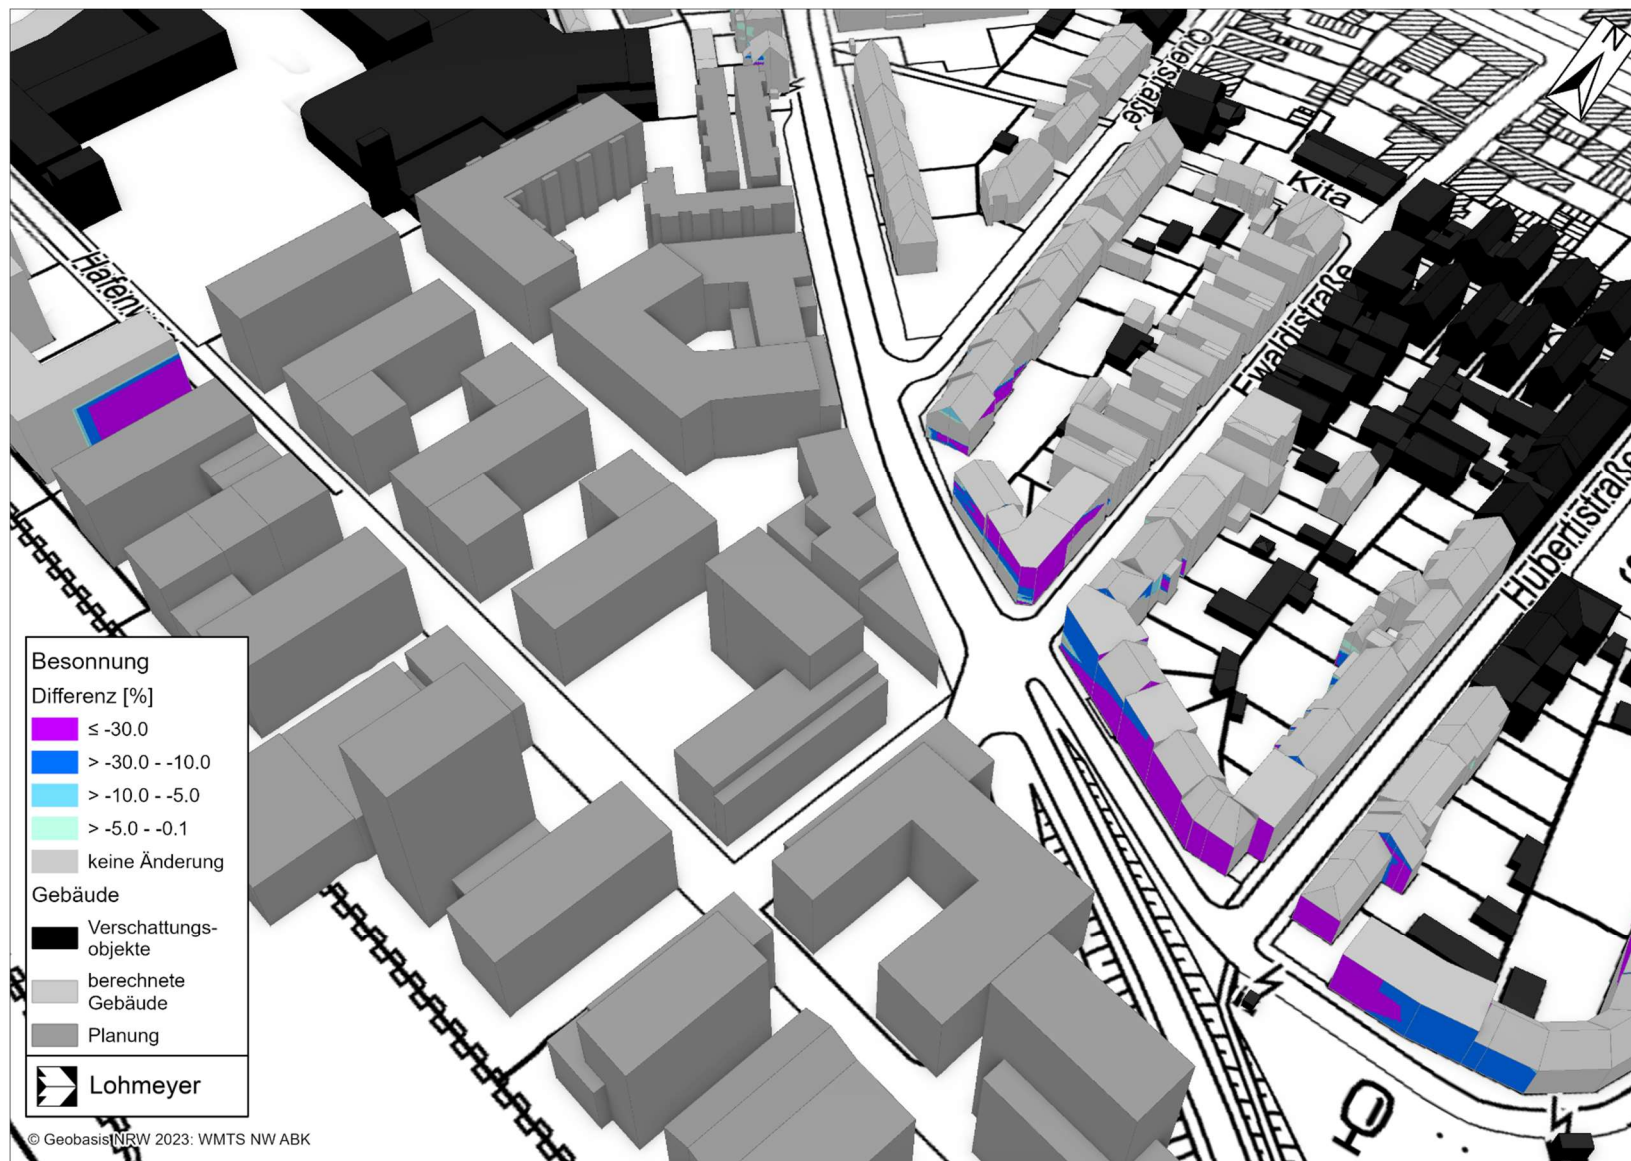 N
Querstraße
Kita
Ewaldistraße
Hubertistraße
Besonnung
Differenz [%]
≤ -30.0
> -30.0 - -10.0
> -10.0 - -5.0
> -5.0 - -0.1
keine Änderung
Gebäude
Verschattungs-
objekte
berechnete
Gebäude
Planung
Lohmeyer
© Geobasis NRW 2023: WMTS NW ABK